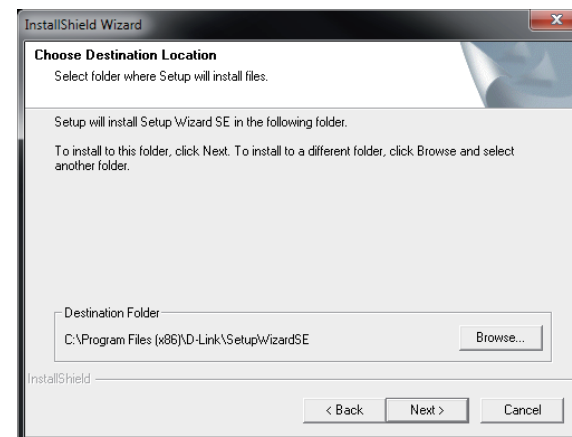 InstallShield Wizard
Choose Destination Location
Select folder where Setup will install files.
Setup will install Setup Wizard SE in the following folder.
To install to this folder, click Next. To install to a different folder, click Browse and select
another folder.
Destination Folder
C:\Program Files (x86)\D-Link\SetupWizardSE
Browse...
InstallShield
< Back
Next >
Cancel